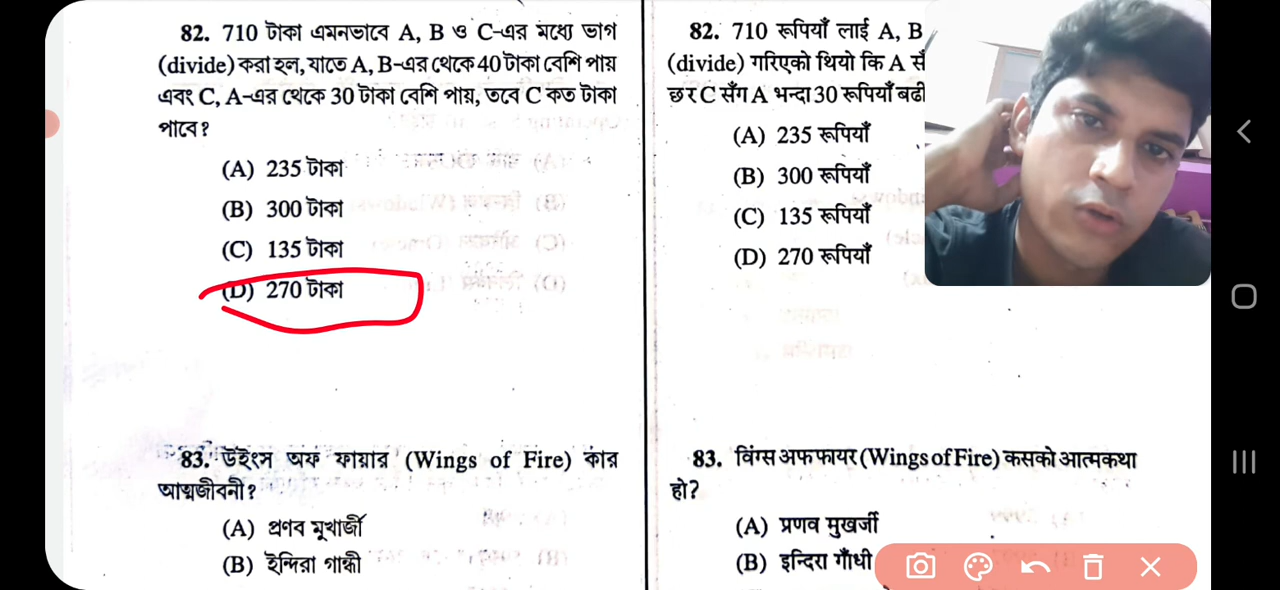 82. 710 টাকা এমনভাবে A, B ও C-এর মধ্যে ভাগ
(divide) করা হল, যাতে A, B-এর থেকে 40 টাকা বেশি পায়
এবং C, A-এর থেকে 30 টাকা বেশি পায়, তবে C কত টাকা
পাবে?
(A) 235 টাকা
(B) 300 টাকা
(C) 135 টাকা
(D) 270 টাকা
83. উইংস অফ ফায়ার (Wings of Fire) কার
আত্মজীবনী?
(A) প্রণব মুখার্জী
(B) ইন্দিরা গান্ধী
82. 710 रूपियाँ लाई A, B
(divide) गरिएको थियो कि A सँ
छ र C सँग A भन्दा 30 रूपियाँ बढी
(A) 235 रूपियाँ
(B) 300 रूपियाँ
(C) 135 रूपियाँ
(D) 270 रूपियाँ
83. विंग्स अफ फायर (Wings of Fire) कसको आत्मकथा
हो?
(A) प्रणव मुखर्जी
(B) इन्दिरा गाँधी